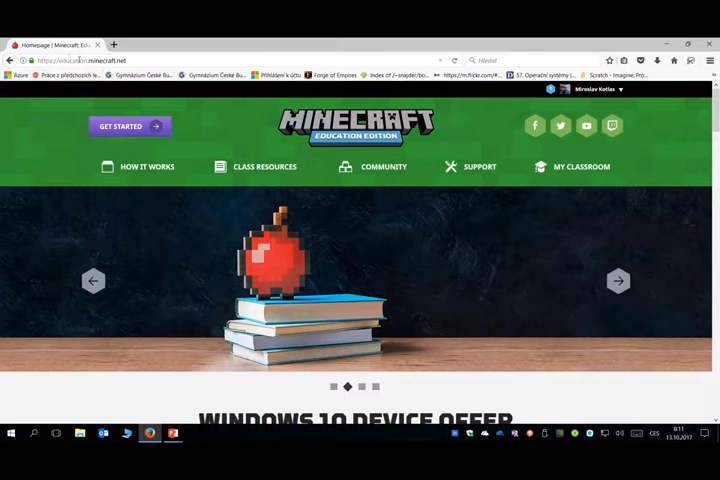 Homepage | Minecraft: Edu
https://education.minecraft.net
Hledat
Azure
Práce z předchozích le...
Gymnázium České Bu...
Gymnázium České Bu...
Přihlášení k účtu
Forge of Empires
Index of /~snajder/bo...
https://m.flickr.com/#...
57. Operační systémy |...
Scratch - Imagine, Pro...
Miroslav Kotlas
GET STARTED
MINECRAFT
EDUCATION EDITION
HOW IT WORKS
CLASS RESOURCES
COMMUNITY
SUPPORT
MY CLASSROOM
WINDOWS 10 DEVICE OFFER
CES
8:11
13.10.2017